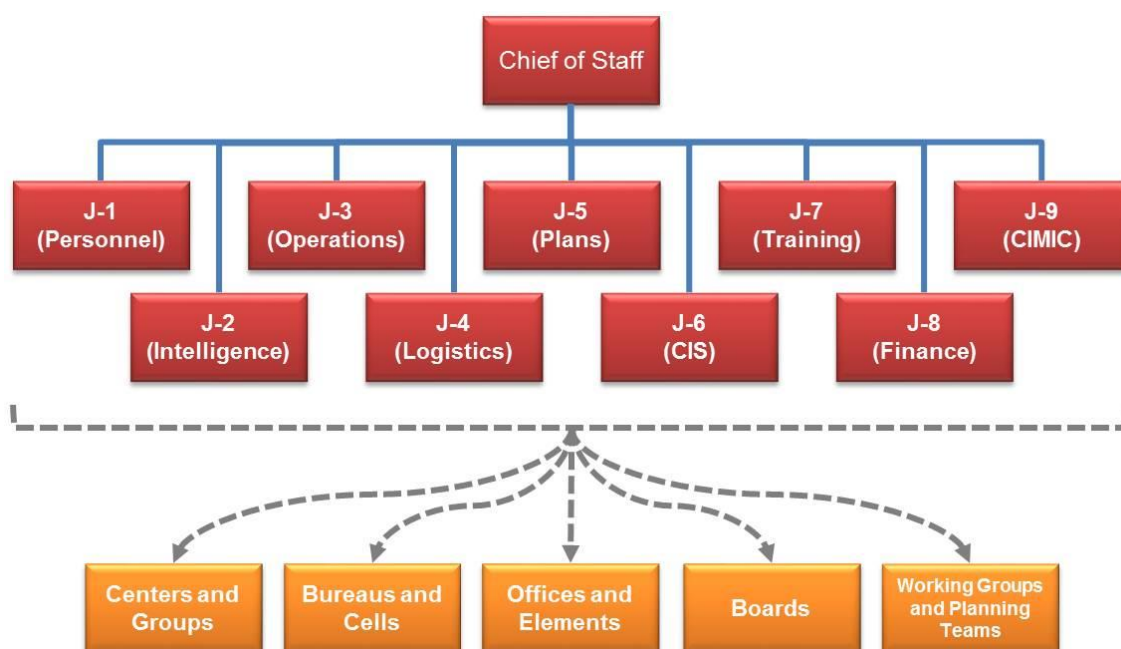 Chief of Staff
J-1
(Personnel)
J-3
(Operations)
J-5
(Plans)
J-7
(Training)
J-9
(CIMIC)
J-2
(Intelligence)
J-4
(Logistics)
J-6
(CIS)
J-8
(Finance)
Centers and
Groups
Bureaus and
Cells
Offices and
Elements
Boards
Working Groups
and Planning
Teams